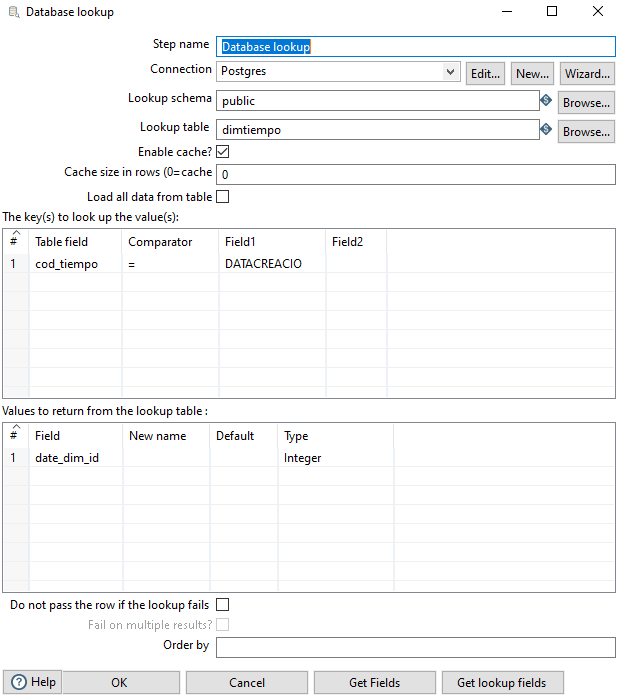 Database lookup
Step name Database lookup
Connection Postgres Edit... New... Wizard...
Lookup schema public Browse...
Lookup table dimtiempo Browse...
Enable cache?
Cache size in rows (0=cache 0
Load all data from table
The key(s) to look up the value(s):
# Table field Comparator Field1 Field2
1 cod_tiempo = DATACREACIO
Values to return from the lookup table :
# Field New name Default Type
1 date_dim_id Integer
Do not pass the row if the lookup fails
Fail on multiple results?
Order by
Help OK Cancel Get Fields Get lookup fields